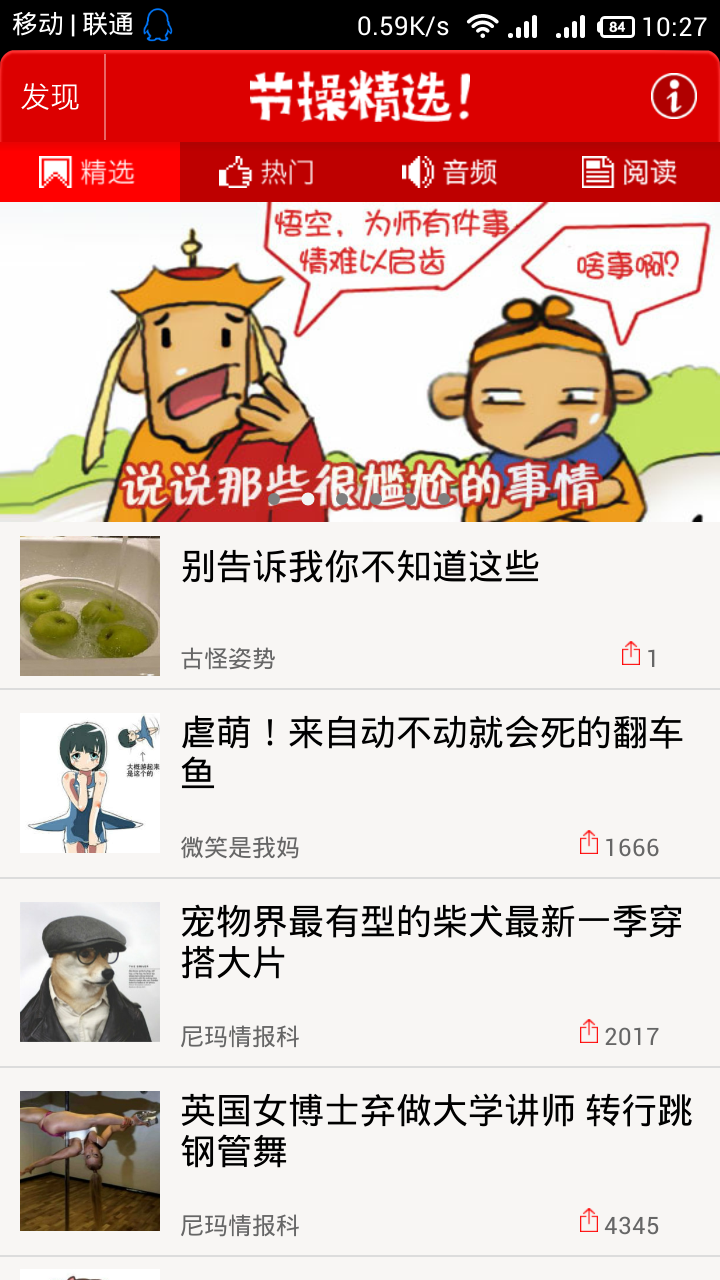 移动 | 联通
0.59K/s
84
10:27
发现
节操精选!
精选
热门
音频
阅读
悟空，为师有件事
情难以启齿
啥事啊?
说说那些很尴尬的事情
别告诉我你不知道这些
古怪姿势
1
大概游起来
是这个的
虐萌！来自动不动就会死的翻车
鱼
微笑是我妈
1666
宠物界最有型的柴犬最新一季穿
搭大片
尼玛情报科
2017
英国女博士弃做大学讲师 转行跳
钢管舞
尼玛情报科
4345